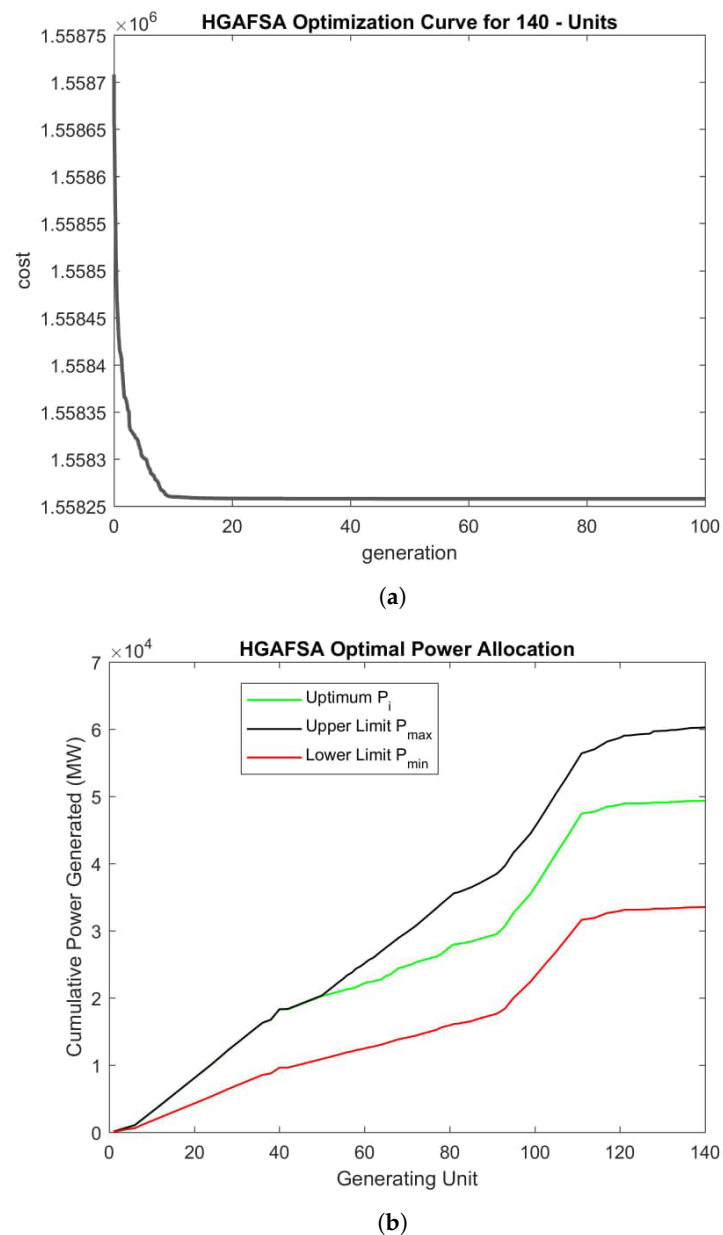 HGAFSA Optimization Curve for 140 - Units
×10^6
1.55875
1.5587
1.55865
1.5586
1.55855
1.5585
1.55845
1.5584
1.55835
1.5583
1.55825
cost
0 20 40 60 80 100
generation
(a)
HGAFSA Optimal Power Allocation
×10^4
7
6
5
4
3
2
1
0
Cumulative Power Generated (MW)
Uptimum P_i
Upper Limit P_max
Lower Limit P_min
0 20 40 60 80 100 120 140
Generating Unit
(b)